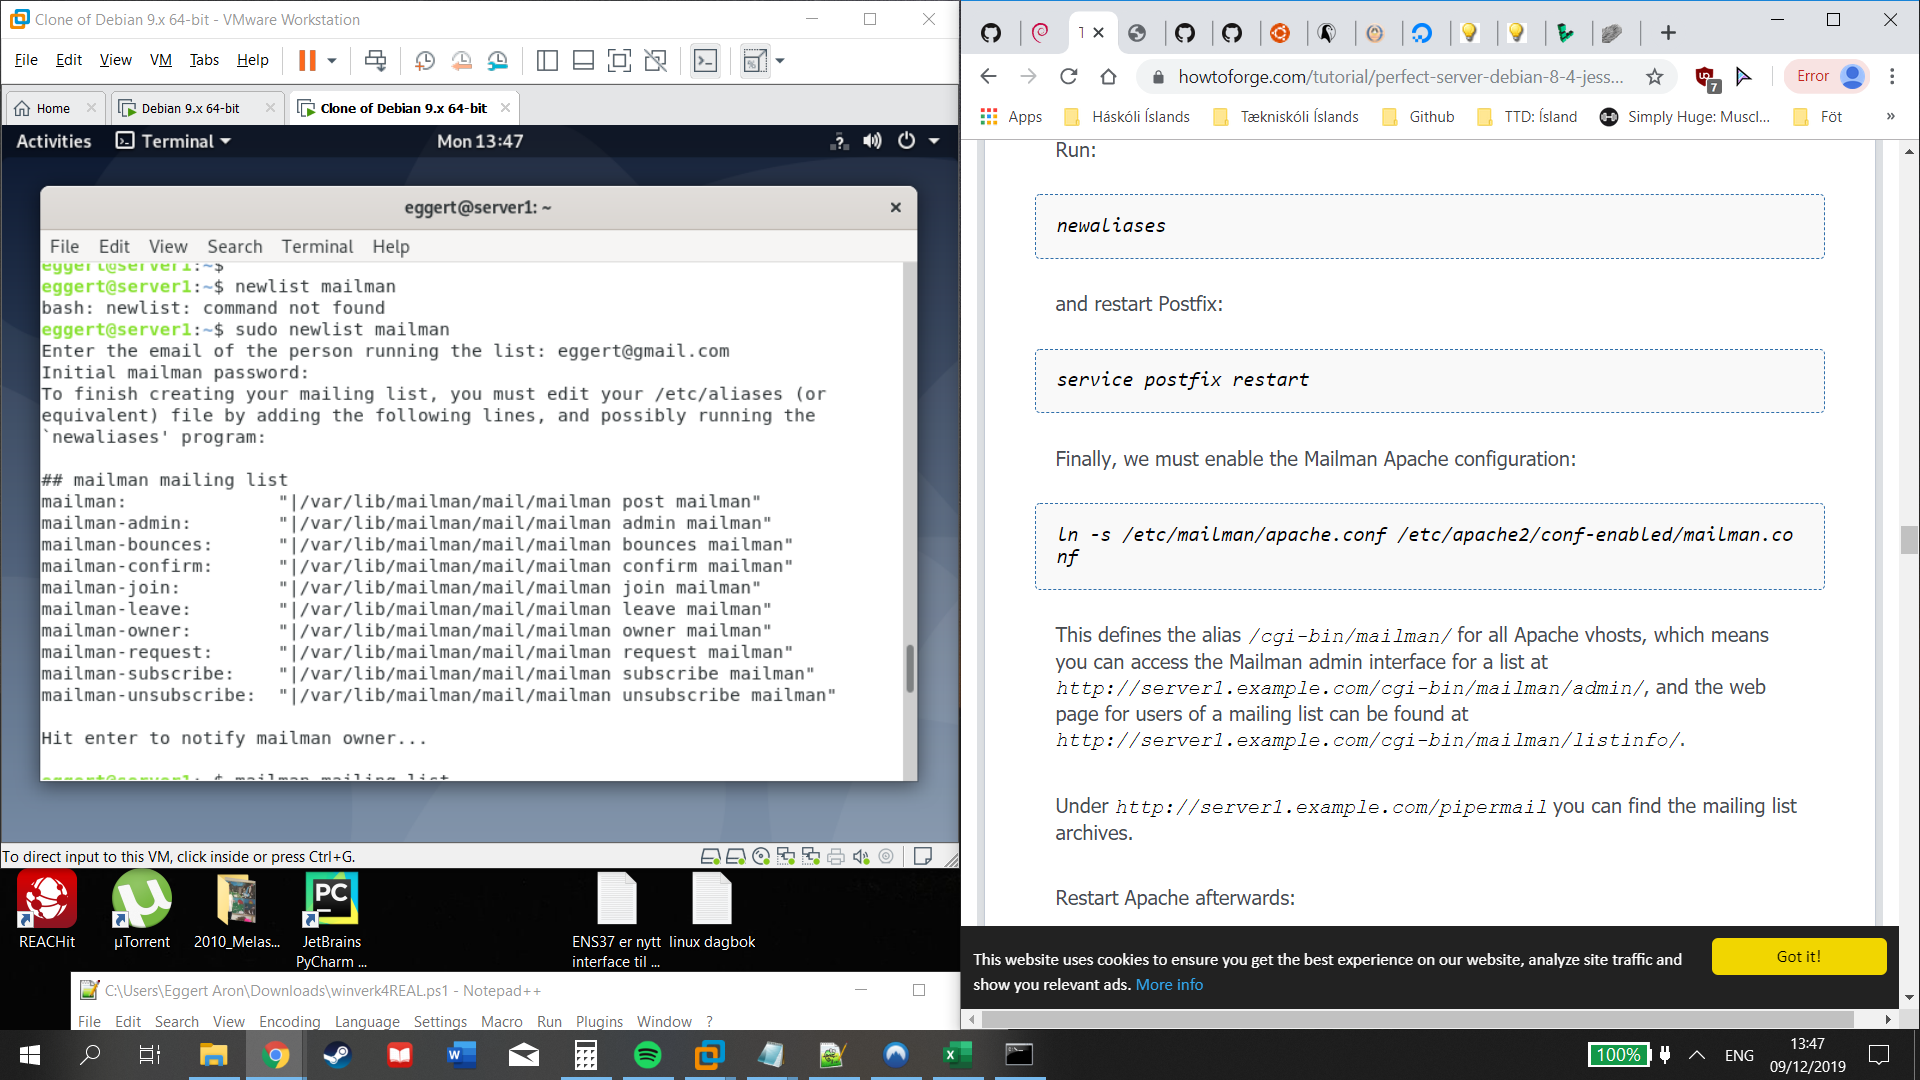 Clone of Debian 9.x 64-bit - VMware Workstation
File Edit View VM Tabs Help
Home Debian 9.x 64-bit Clone of Debian 9.x 64-bit
Activities Terminal Mon 13:47
eggert@server1: ~
File Edit View Search Terminal Help
eggert@server1:~$
eggert@server1:~$ newlist mailman
bash: newlist: command not found
eggert@server1:~$ sudo newlist mailman
Enter the email of the person running the list: eggert@gmail.com
Initial mailman password:
To finish creating your mailing list, you must edit your /etc/aliases (or
equivalent) file by adding the following lines, and possibly running the
`newaliases' program:
## mailman mailing list
mailman: "|/var/lib/mailman/mail/mailman post mailman"
mailman-admin: "|/var/lib/mailman/mail/mailman admin mailman"
mailman-bounces: "|/var/lib/mailman/mail/mailman bounces mailman"
mailman-confirm: "|/var/lib/mailman/mail/mailman confirm mailman"
mailman-join: "|/var/lib/mailman/mail/mailman join mailman"
mailman-leave: "|/var/lib/mailman/mail/mailman leave mailman"
mailman-owner: "|/var/lib/mailman/mail/mailman owner mailman"
mailman-request: "|/var/lib/mailman/mail/mailman request mailman"
mailman-subscribe: "|/var/lib/mailman/mail/mailman subscribe mailman"
mailman-unsubscribe: "|/var/lib/mailman/mail/mailman unsubscribe mailman"
Hit enter to notify mailman owner...
eggert@server1:~$ mailman mailing list
To direct input to this VM, click inside or press Ctrl+G.
REACHit
µTorrent
2010_Melas...
JetBrains
PyCharm ...
ENS37 er nytt
interface til ...
linux dagbok
C:\Users\Eggert Aron\Downloads\winverk4REAL.ps1 - Notepad++
File Edit Search View Encoding Language Settings Macro Run Plugins Window ?
howtoforge.com/tutorial/perfect-server-debian-8-4-jess...
7
Error
Apps Háskóli Íslands Tækniskóli Íslands Github TTD: Ísland Simply Huge: Muscl... Föt »
Run:
newaliases
and restart Postfix:
service postfix restart
Finally, we must enable the Mailman Apache configuration:
ln -s /etc/mailman/apache.conf /etc/apache2/conf-enabled/mailman.co
nf
This defines the alias /cgi-bin/mailman/ for all Apache vhosts, which means
you can access the Mailman admin interface for a list at
http://server1.example.com/cgi-bin/mailman/admin/, and the web
page for users of a mailing list can be found at
http://server1.example.com/cgi-bin/mailman/listinfo/.
Under http://server1.example.com/pipermail you can find the mailing list
archives.
Restart Apache afterwards:
This website uses cookies to ensure you get the best experience on our website, analyze site traffic and
show you relevant ads. More info
Got it!
100%
ENG
13:47
09/12/2019